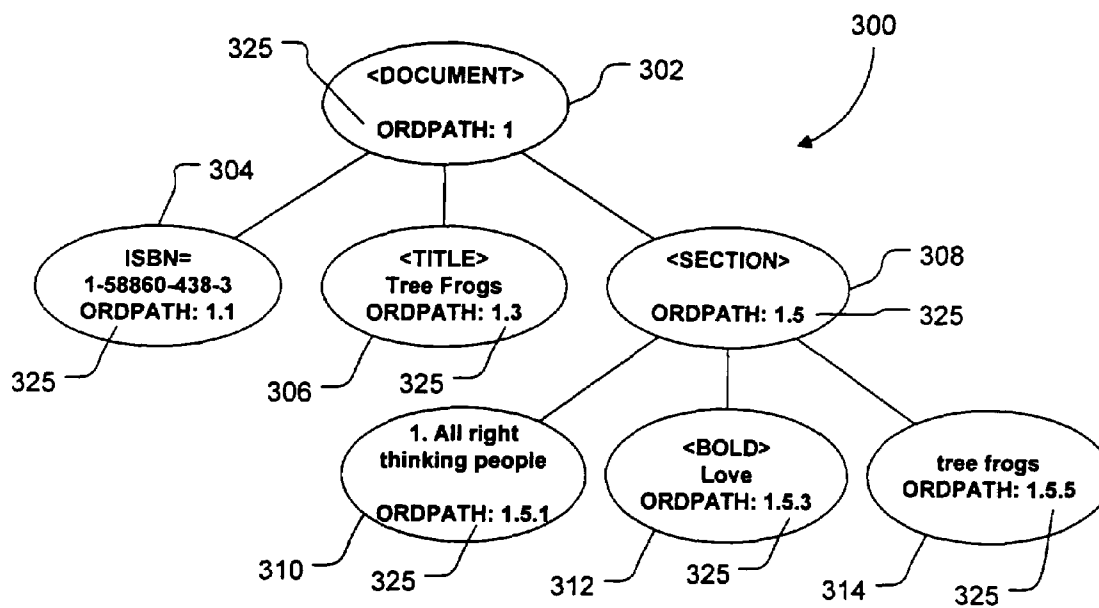 300
325
<DOCUMENT>
302
ORDPATH: 1
304
ISBN=
1-58860-438-3
ORDPATH: 1.1
325
<TITLE>
Tree Frogs
ORDPATH: 1.3
306
325
<SECTION>
308
ORDPATH: 1.5
325
1. All right
thinking people
ORDPATH: 1.5.1
310
325
<BOLD>
Love
ORDPATH: 1.5.3
312
325
tree frogs
ORDPATH: 1.5.5
314
325